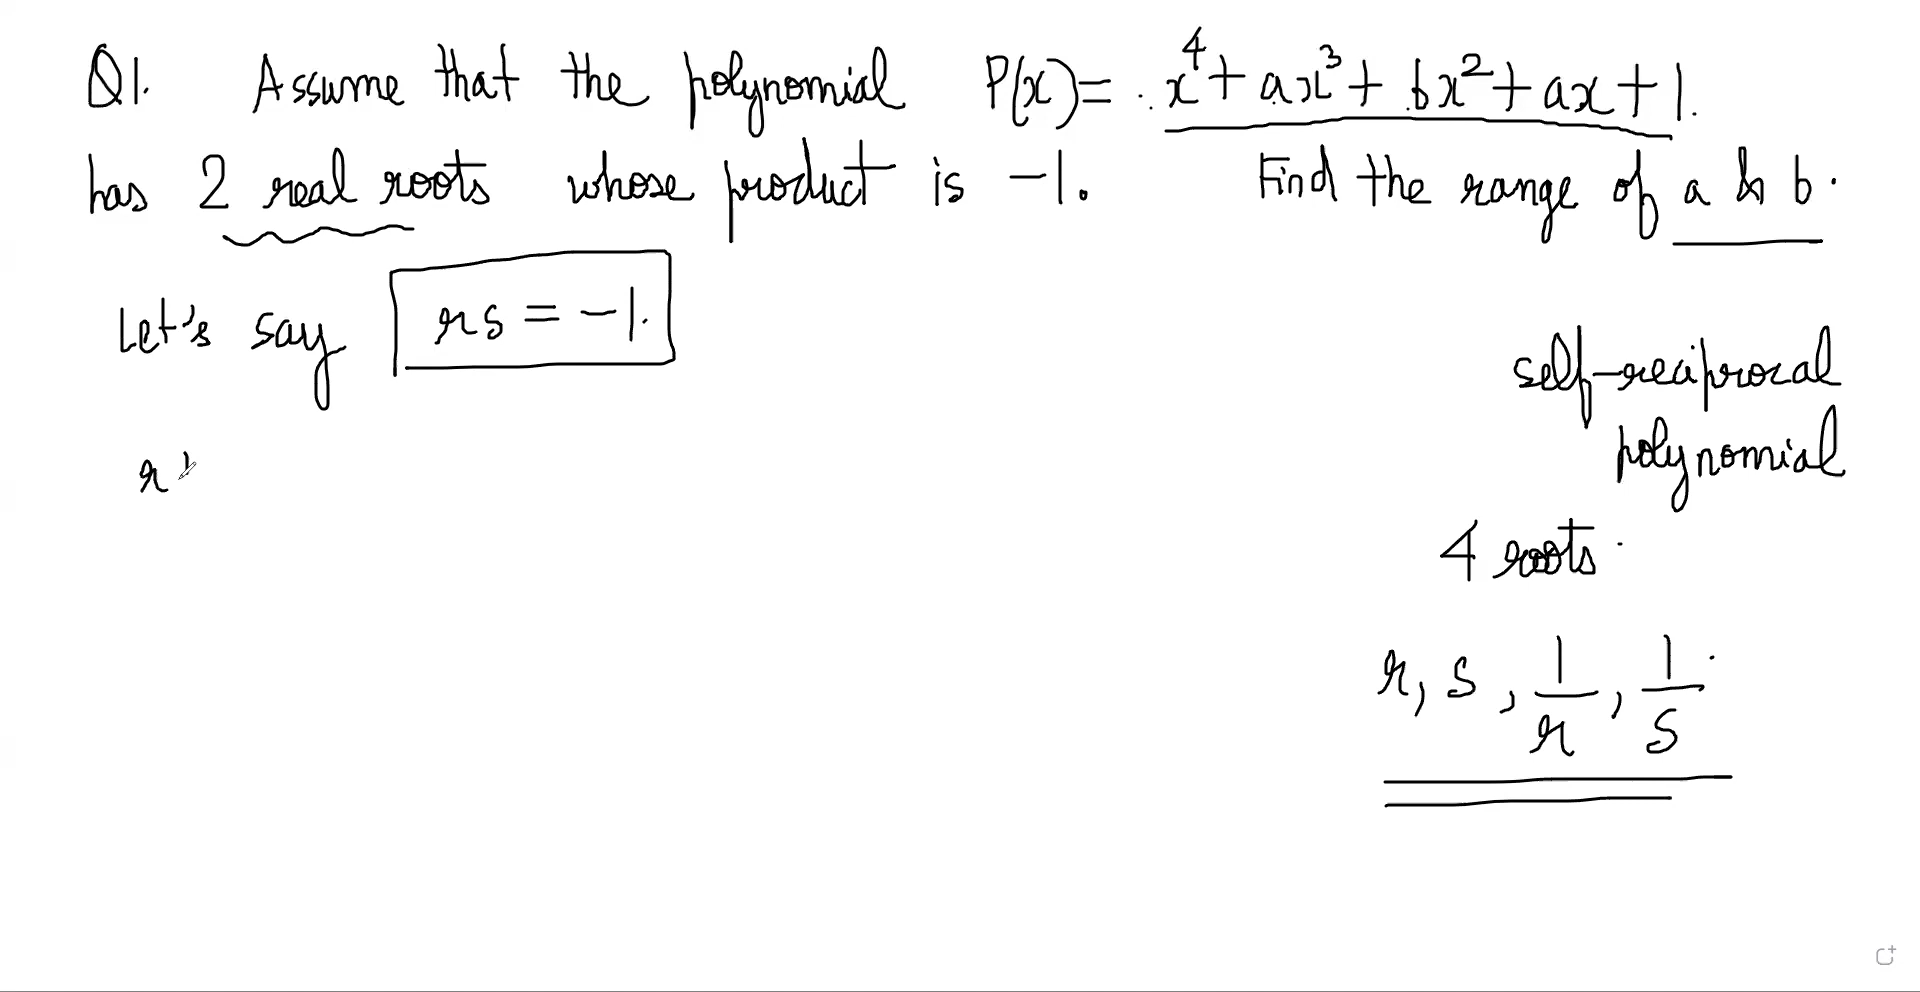 Q1. Assume that the polynomial P(x) = x⁴ + ax³ + bx² + ax + 1.
has 2 real roots whose product is -1. Find the range of a & b.
Let's say rs = -1.
self-reciprocal
polynomial
r
4 roots.
r, s, 1/r, 1/s.